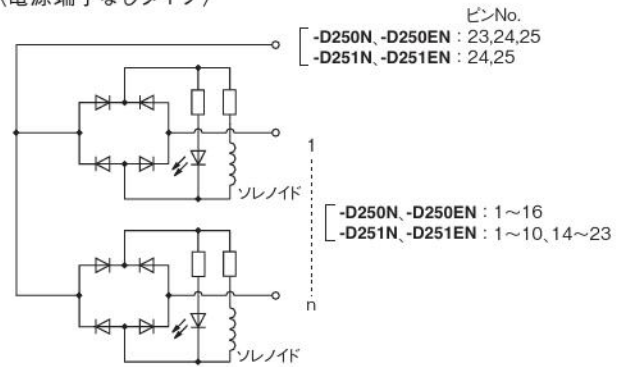 (電源端子なしタイプ)
ピンNo.
-D250N、-D250EN：23,24,25
-D251N、-D251EN：24,25
1
ソレノイド
-D250N、-D250EN：1～16
-D251N、-D251EN：1～10、14～23
n
ソレノイド